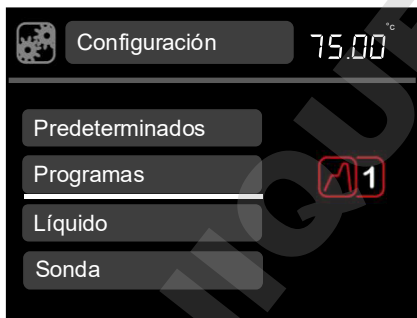 Configuración
75.00 °c
Predeterminados
Programas
1
Líquido
Sonda